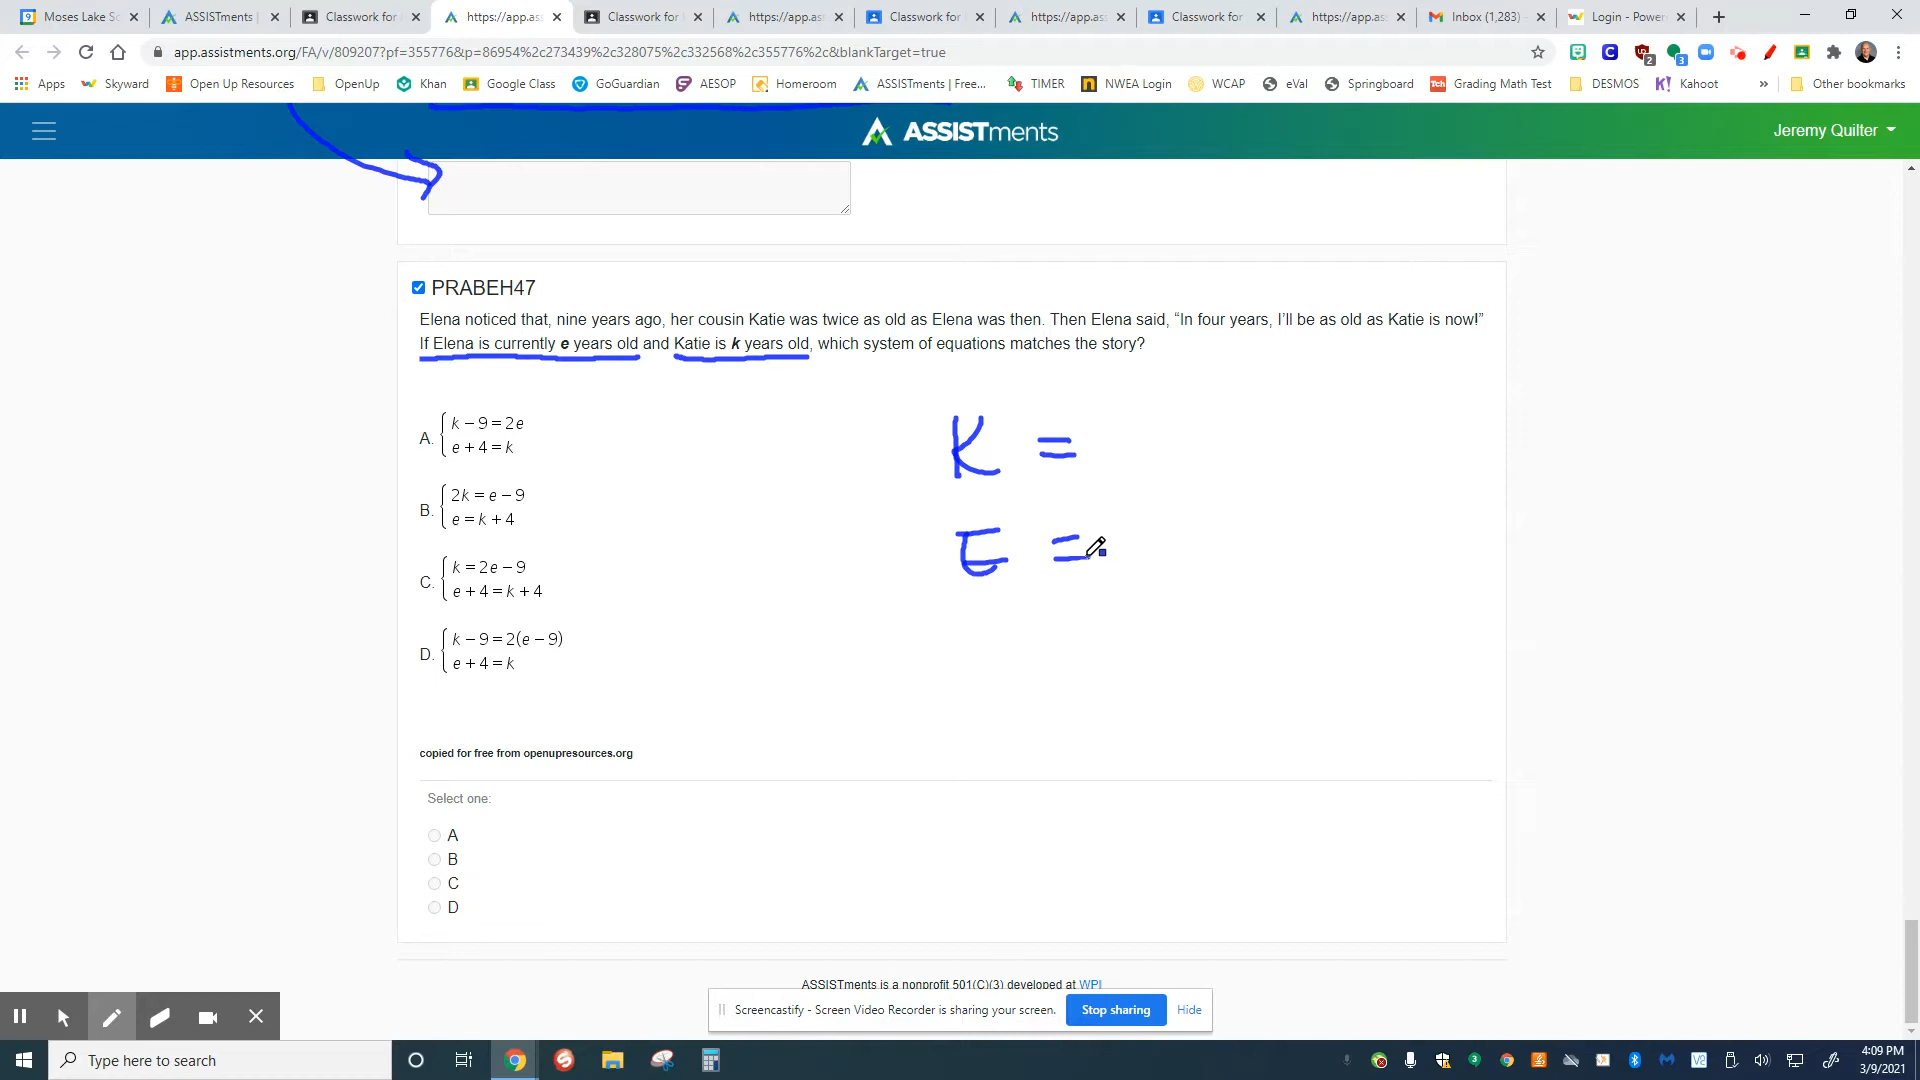 Moses Lake Sc
ASSISTments |
Classwork for
https://app.ass
Classwork for
https://app.ass
Classwork for
https://app.ass
Classwork for
https://app.ass
Inbox (1,283)
Login - Power
app.assistments.org/FA/v/809207?pf=355776&p=86954%2c273439%2c328075%2c332568%2c355776%2c&blankTarget=true
Apps
Skyward
Open Up Resources
OpenUp
Khan
Google Class
GoGuardian
AESOP
Homeroom
ASSISTments | Free...
TIMER
NWEA Login
WCAP
eVal
Springboard
Grading Math Test
DESMOS
Kahoot
»
Other bookmarks
ASSISTments
Jeremy Quilter
PRABEH47
Elena noticed that, nine years ago, her cousin Katie was twice as old as Elena was then. Then Elena said, “In four years, I’ll be as old as Katie is now!”
If Elena is currently e years old and Katie is k years old, which system of equations matches the story?
A. k − 9 = 2e
e + 4 = k
B. 2k = e − 9
e = k + 4
C. k = 2e − 9
e + 4 = k + 4
D. k − 9 = 2(e − 9)
e + 4 = k
K =
E =
copied for free from openupresources.org
Select one:
A
B
C
D
ASSISTments is a nonprofit 501(C)(3) developed at WPI
Screencastify - Screen Video Recorder is sharing your screen.
Stop sharing
Hide
Type here to search
4:09 PM
3/9/2021